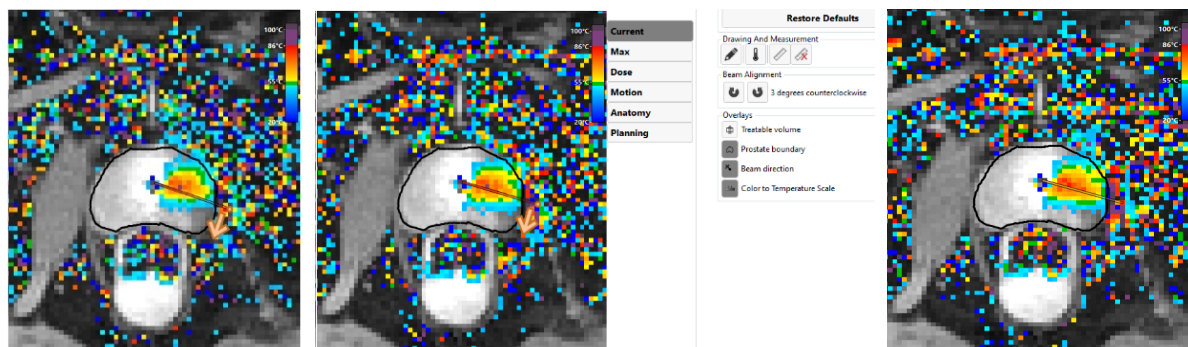 100°C
86°C
55°C
20°C
100°C
86°C
55°C
20°C
Current
Max
Dose
Motion
Anatomy
Planning
Restore Defaults
Drawing And Measurement
Beam Alignment
3 degrees counterclockwise
Overlays
Treatable volume
Prostate boundary
Beam direction
Color to Temperature Scale
100°C
86°C
55°C
20°C